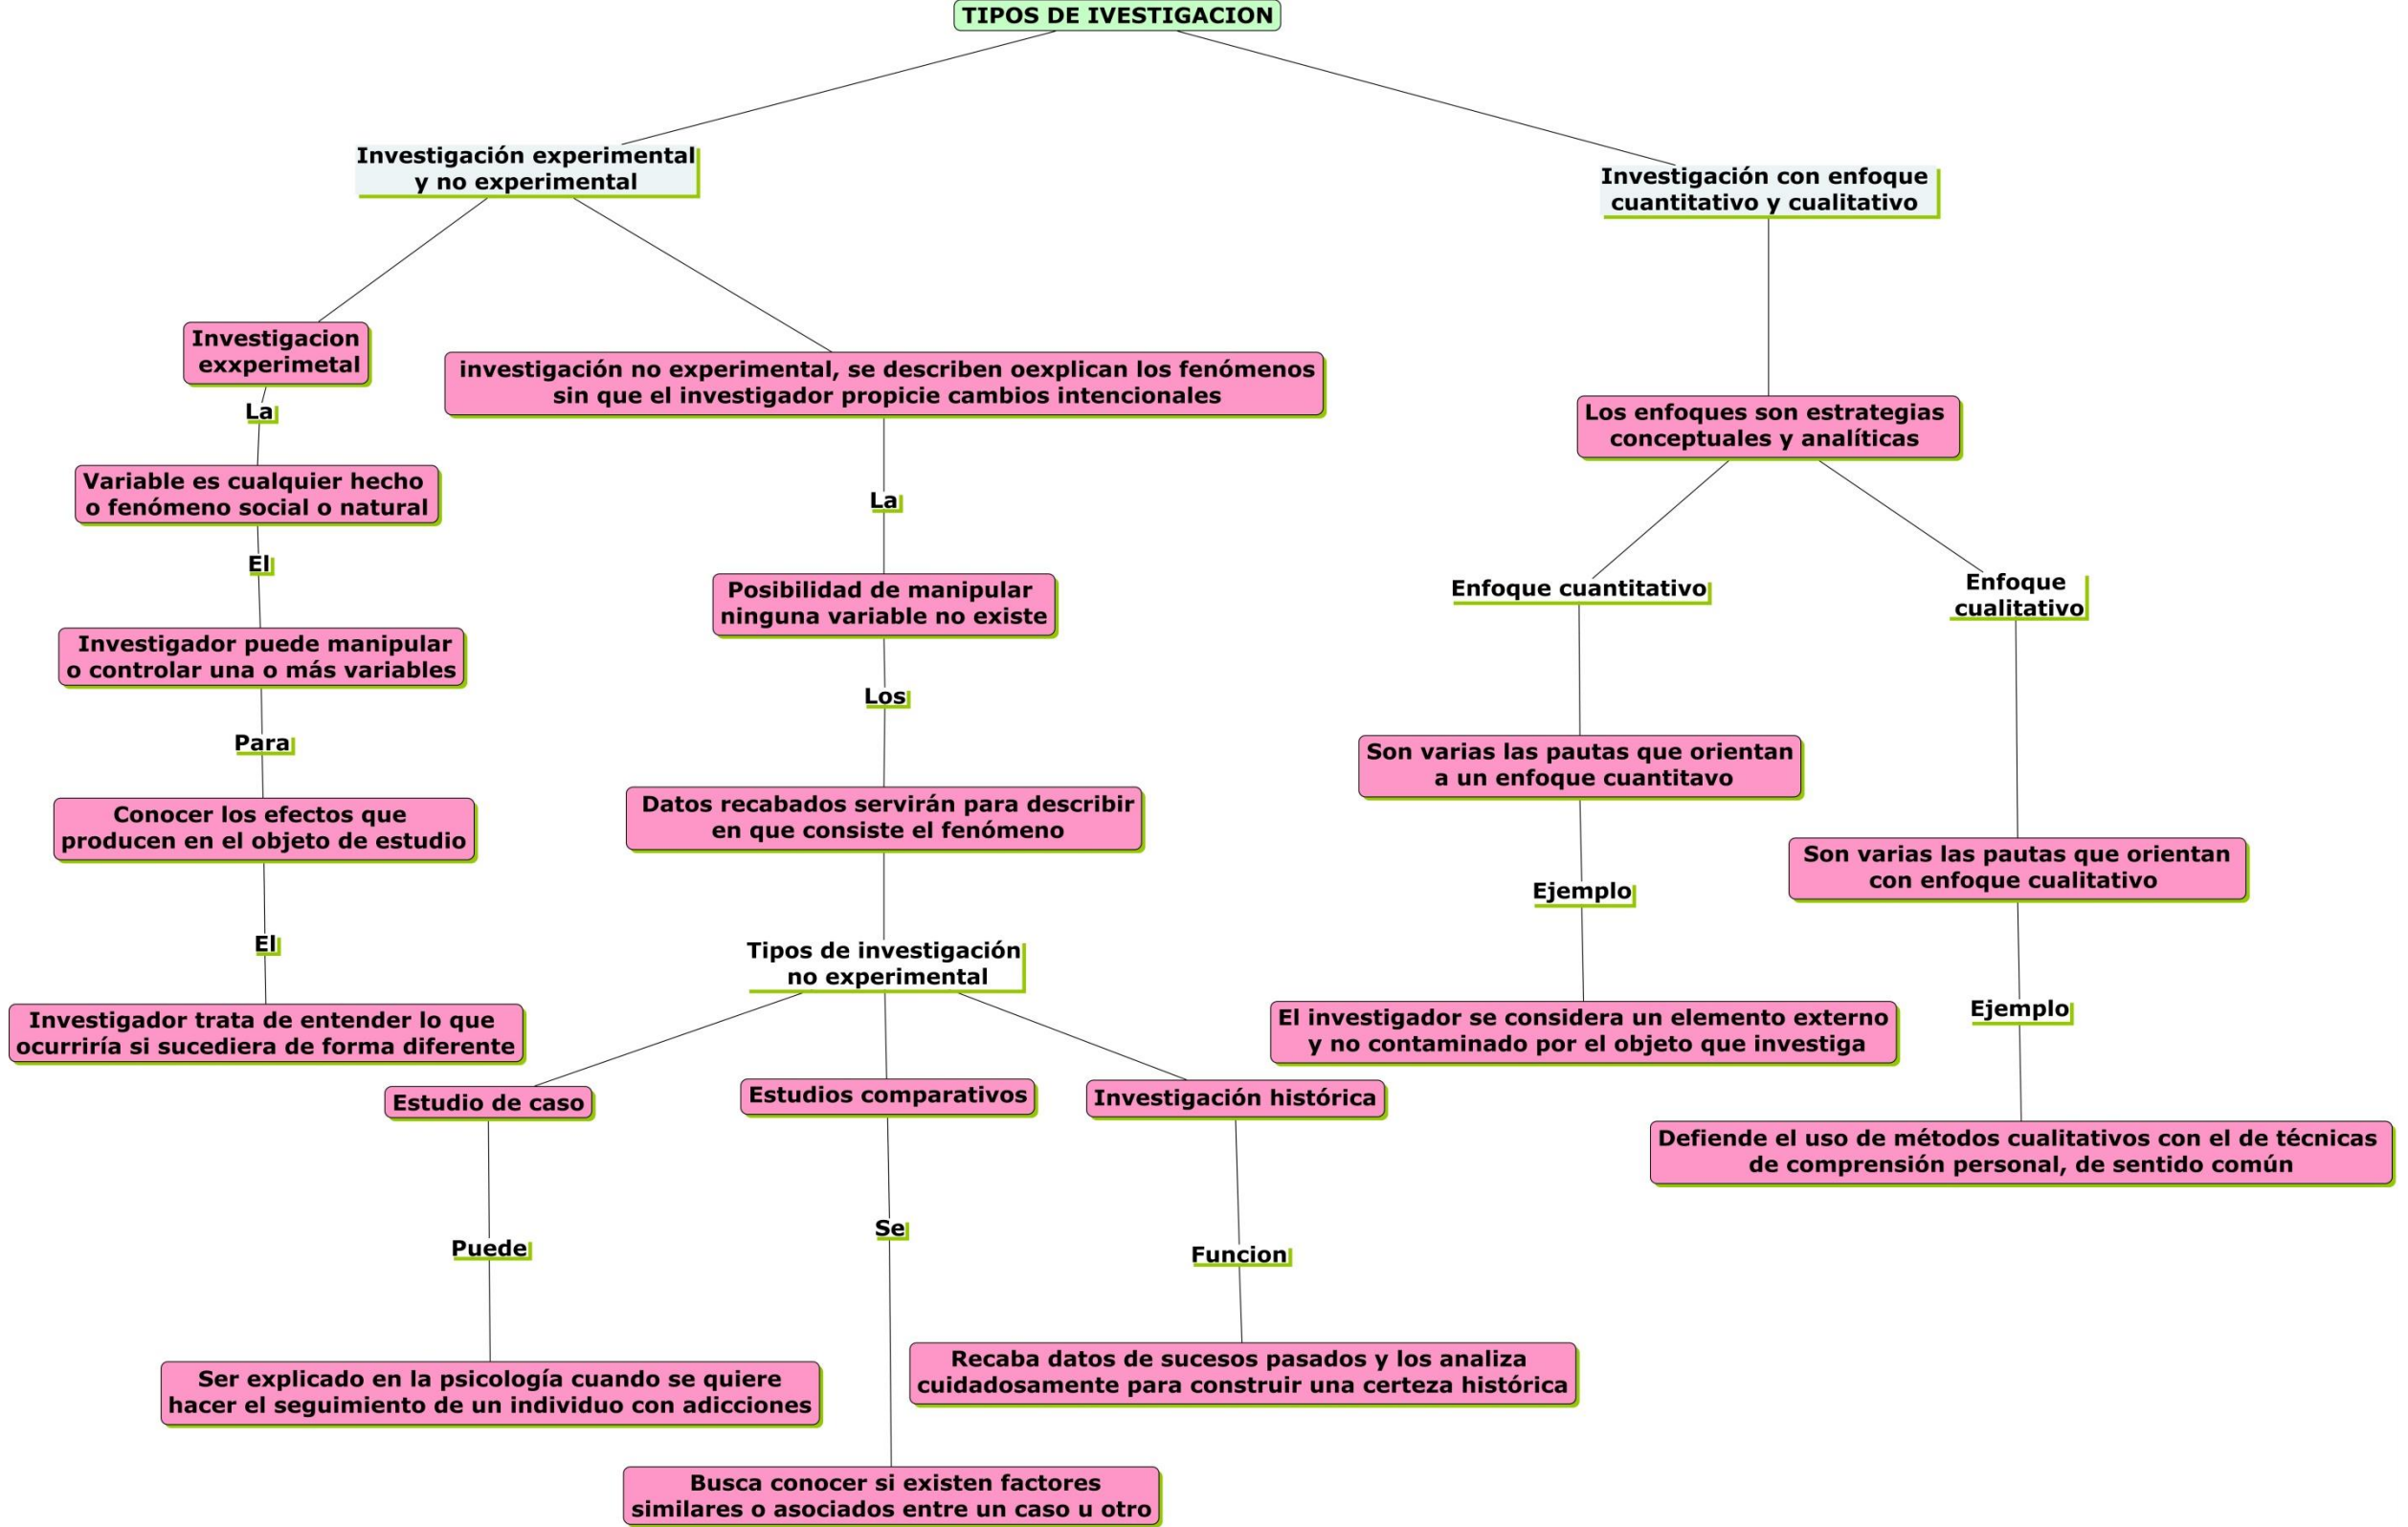 TIPOS DE IVESTIGACION
Investigación experimental
y no experimental
Investigación con enfoque
cuantitativo y cualitativo
Investigacion
exxperimetal
La
Variable es cualquier hecho
o fenómeno social o natural
El
Investigador puede manipular
o controlar una o más variables
Para
Conocer los efectos que
producen en el objeto de estudio
El
Investigador trata de entender lo que
ocurriría si sucediera de forma diferente
investigación no experimental, se describen oexplican los fenómenos
sin que el investigador propicie cambios intencionales
La
Posibilidad de manipular
ninguna variable no existe
Los
Datos recabados servirán para describir
en que consiste el fenómeno
Tipos de investigación
no experimental
Estudio de caso
Puede
Ser explicado en la psicología cuando se quiere
hacer el seguimiento de un individuo con adicciones
Estudios comparativos
Se
Busca conocer si existen factores
similares o asociados entre un caso u otro
Investigación histórica
Funcion
Recaba datos de sucesos pasados y los analiza
cuidadosamente para construir una certeza histórica
Los enfoques son estrategias
conceptuales y analíticas
Enfoque cuantitativo
Son varias las pautas que orientan
a un enfoque cuantitavo
Ejemplo
El investigador se considera un elemento externo
y no contaminado por el objeto que investiga
Enfoque
cualitativo
Son varias las pautas que orientan
con enfoque cualitativo
Ejemplo
Defiende el uso de métodos cualitativos con el de técnicas
de comprensión personal, de sentido común